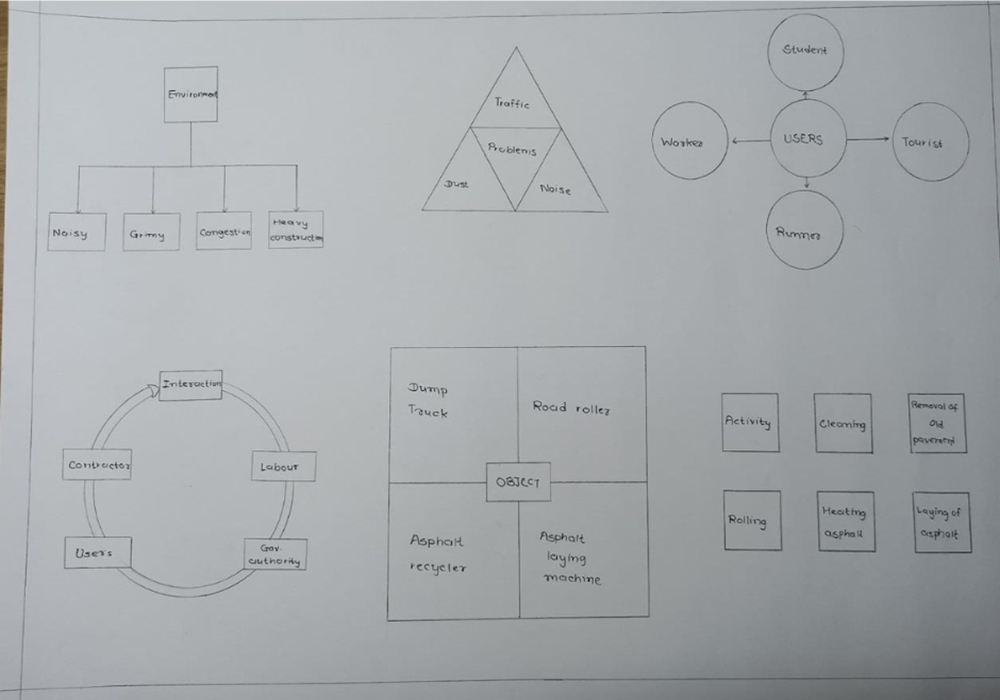 Environment
Noisy
Grimy
Congestion
Heavy
construction
Traffic
Problems
Dust
Noise
Student
Worker
USERS
Tourist
Runner
Interaction
Contractor
Labour
Users
Gov.
authority
Dump
Truck
Road roller
OBJECT
Asphalt
recycler
Asphalt
laying
machine
Activity
Cleaning
Removal of
Old
pavement
Rolling
Heating
asphalt
Laying of
asphalt